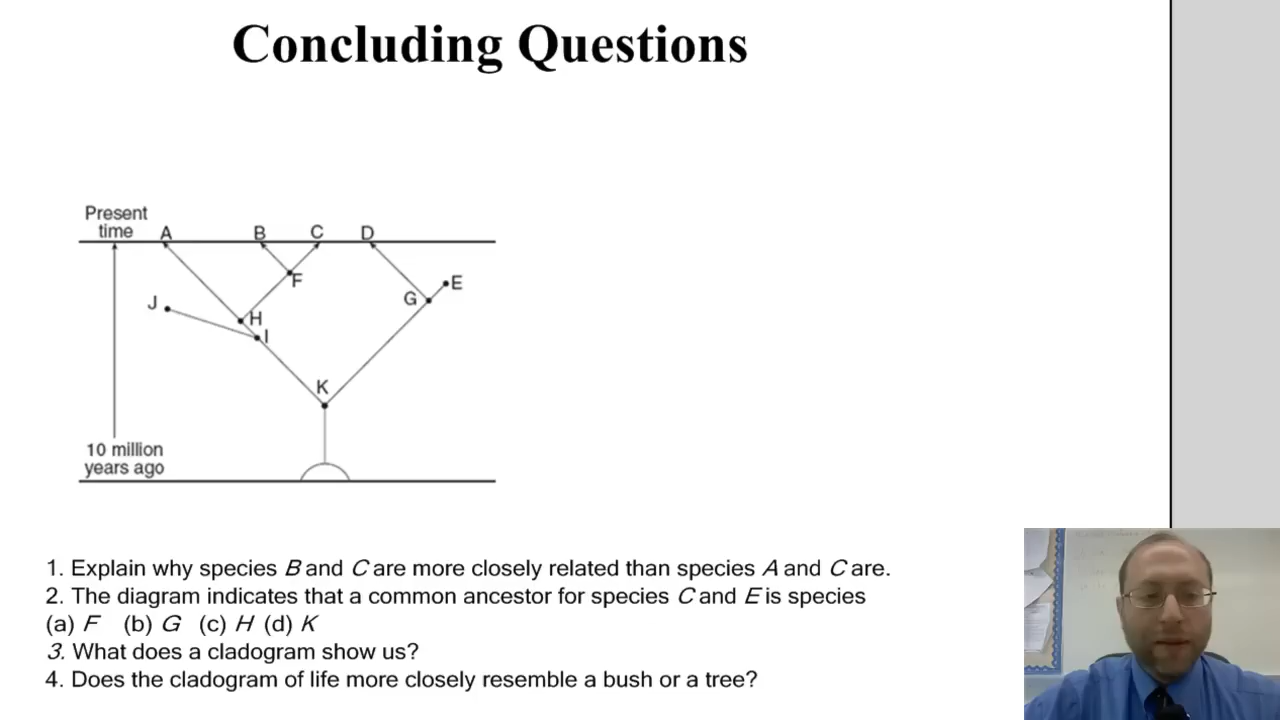 Concluding Questions
Present
time
A
B
C
D
E
F
G
J
H
I
K
10 million
years ago
1. Explain why species B and C are more closely related than species A and C are.
2. The diagram indicates that a common ancestor for species C and E is species
(a) F (b) G (c) H (d) K
3. What does a cladogram show us?
4. Does the cladogram of life more closely resemble a bush or a tree?